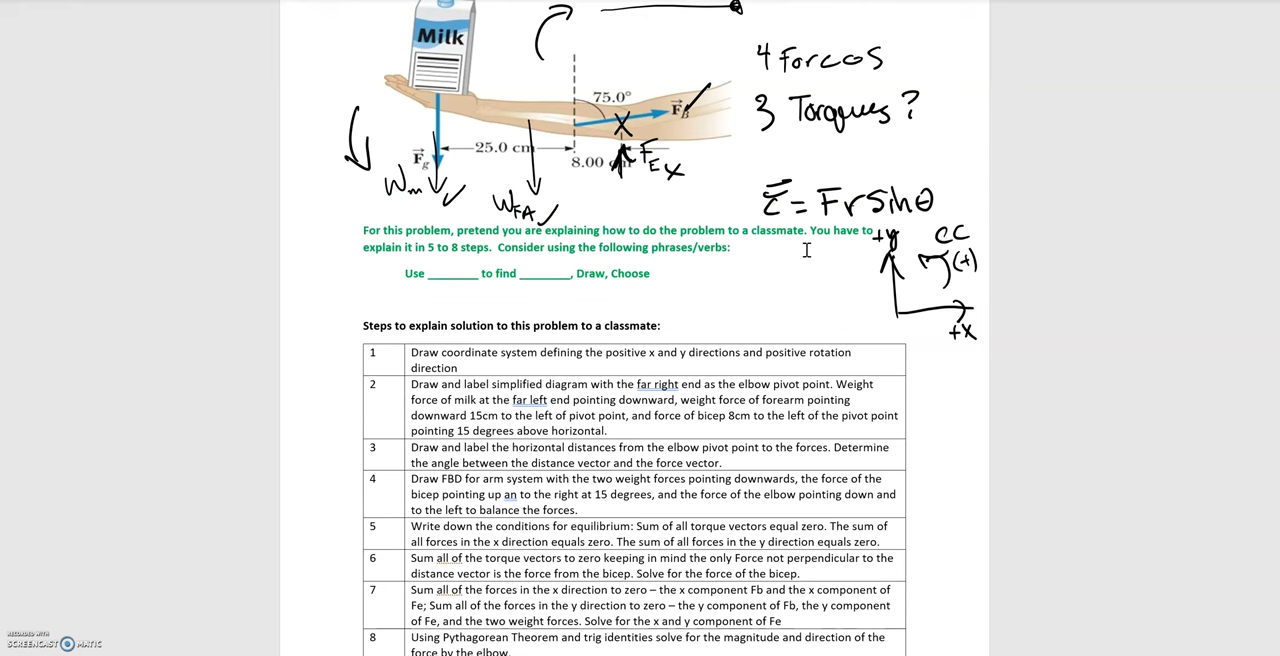 Milk
4 Forces
75.0°
F_B
3 Torques?
25.0 cm
F_g
8.00
F_E x
W_m
W_FA
τ = Fr sin θ
For this problem, pretend you are explaining how to do the problem to a classmate. You have to
explain it in 5 to 8 steps. Consider using the following phrases/verbs:
+y
CC
(+)
Use ________ to find ________, Draw, Choose
+x
Steps to explain solution to this problem to a classmate:
1 Draw coordinate system defining the positive x and y directions and positive rotation
direction
2 Draw and label simplified diagram with the far right end as the elbow pivot point. Weight
force of milk at the far left end pointing downward, weight force of forearm pointing
downward 15cm to the left of pivot point, and force of bicep 8cm to the left of the pivot point
pointing 15 degrees above horizontal.
3 Draw and label the horizontal distances from the elbow pivot point to the forces. Determine
the angle between the distance vector and the force vector.
4 Draw FBD for arm system with the two weight forces pointing downwards, the force of the
bicep pointing up an to the right at 15 degrees, and the force of the elbow pointing down and
to the left to balance the forces.
5 Write down the conditions for equilibrium: Sum of all torque vectors equal zero. The sum of
all forces in the x direction equals zero. The sum of all forces in the y direction equals zero.
6 Sum all of the torque vectors to zero keeping in mind the only Force not perpendicular to the
distance vector is the force from the bicep. Solve for the force of the bicep.
7 Sum all of the forces in the x direction to zero – the x component Fb and the x component of
Fe; Sum all of the forces in the y direction to zero – the y component of Fb, the y component
of Fe, and the two weight forces. Solve for the x and y component of Fe
8 Using Pythagorean Theorem and trig identities solve for the magnitude and direction of the
force by the elbow.
RECORDED WITH
SCREENCAST MATIC